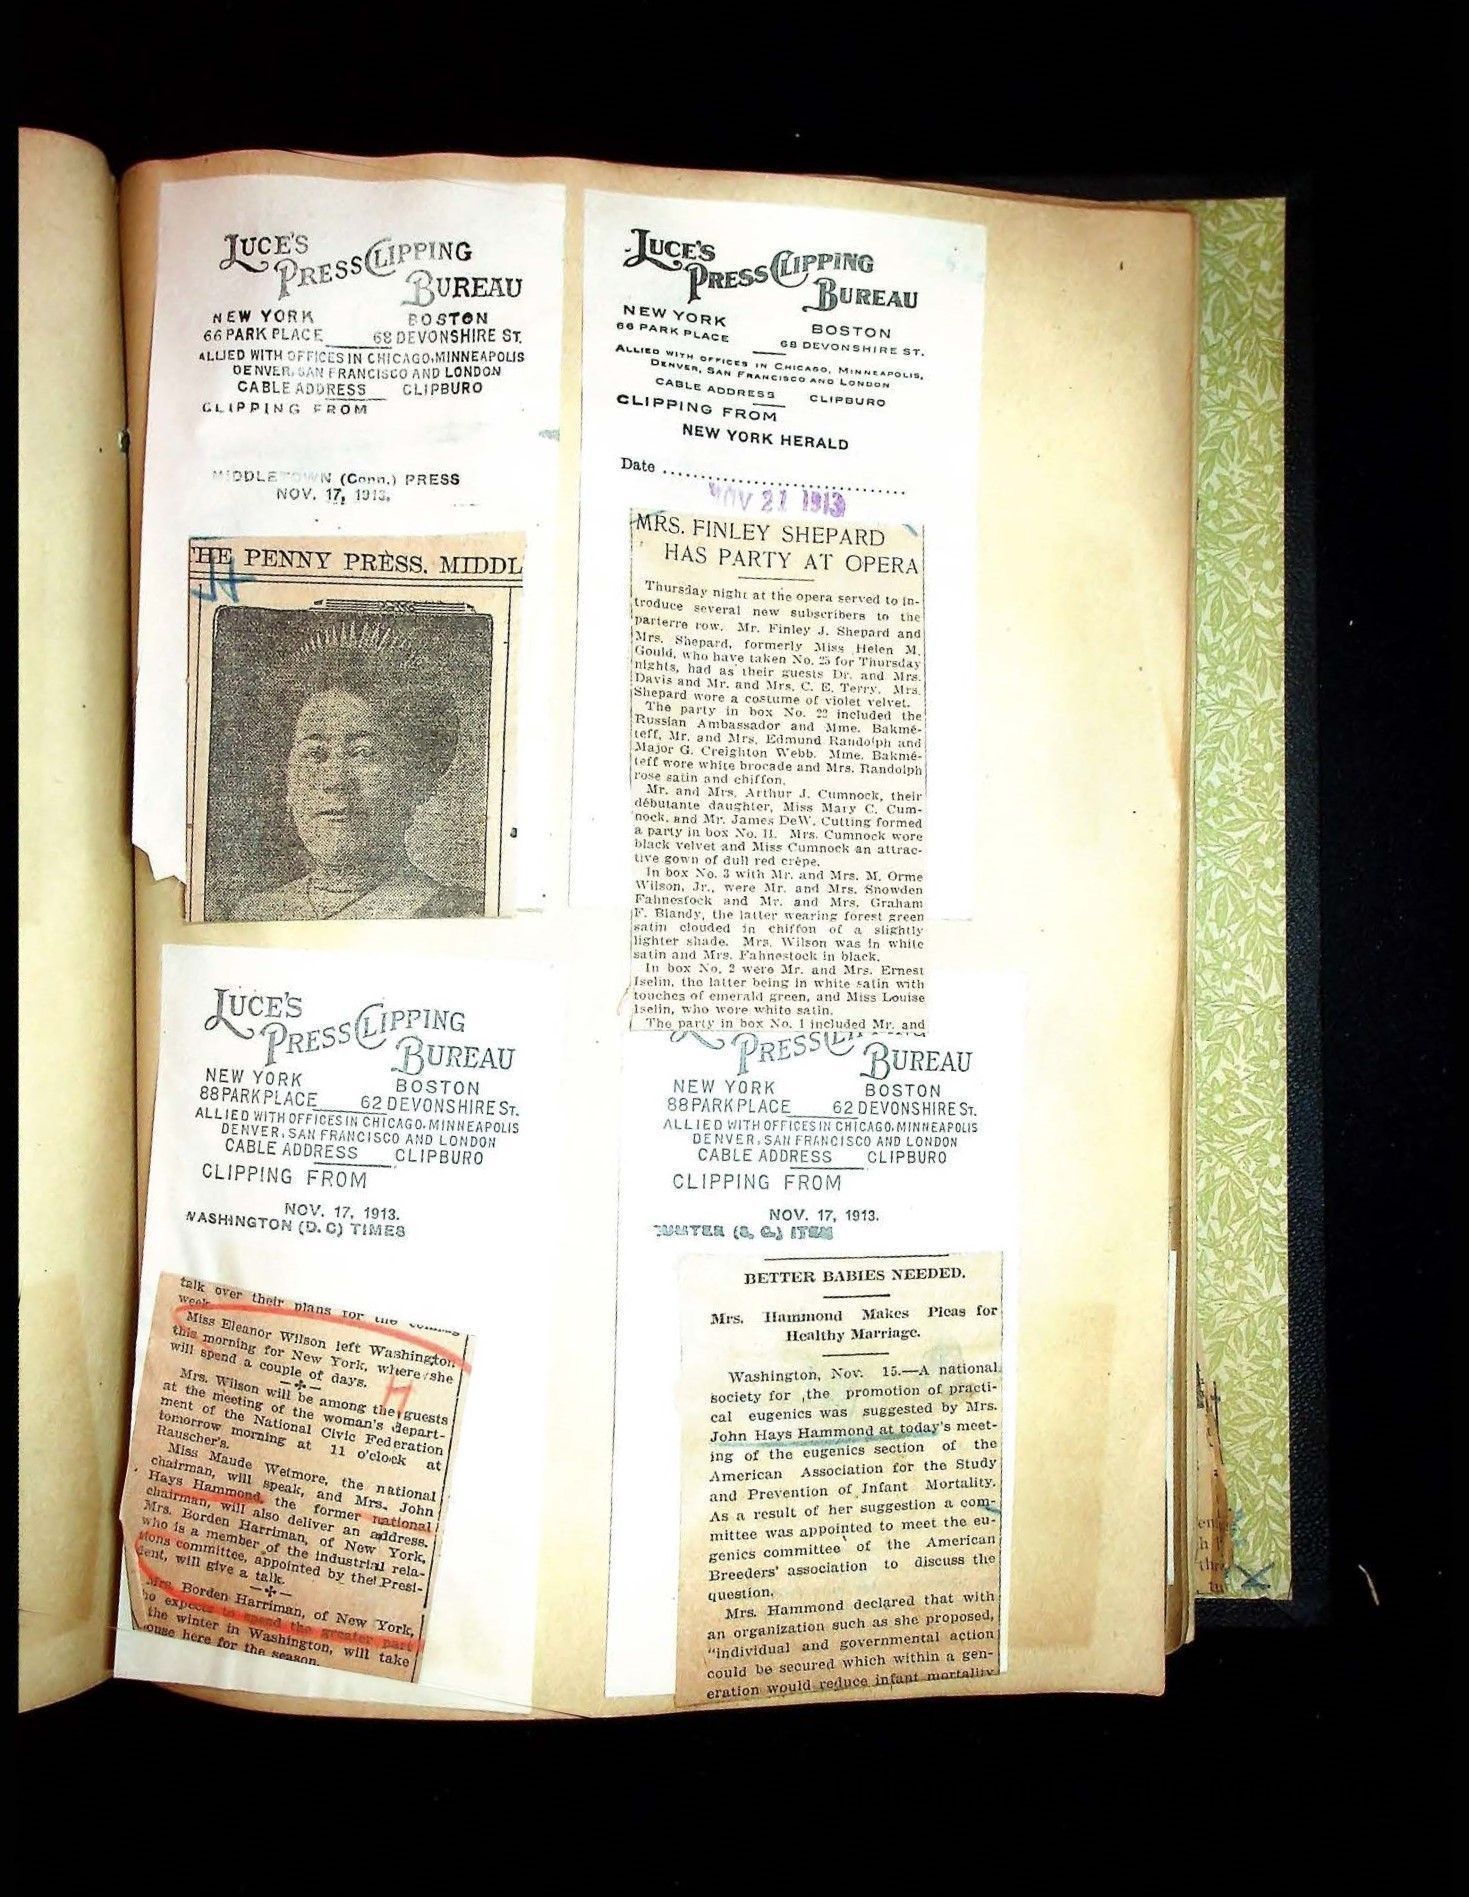 LUCE'S
PRESS CLIPPING
BUREAU
NEW YORK BOSTON
66 PARK PLACE 68 DEVONSHIRE ST.
ALLIED WITH OFFICES IN CHICAGO, MINNEAPOLIS
DENVER, SAN FRANCISCO AND LONDON
CABLE ADDRESS CLIPBURO
CLIPPING FROM
MIDDLETOWN (Conn.) PRESS
NOV. 17, 1913.
THE PENNY PRESS, MIDDL
LUCE'S
PRESS CLIPPING
BUREAU
NEW YORK BOSTON
66 PARK PLACE 68 DEVONSHIRE ST.
ALLIED WITH OFFICES IN CHICAGO, MINNEAPOLIS,
DENVER, SAN FRANCISCO AND LONDON
CABLE ADDRESS CLIPBURO
CLIPPING FROM
NEW YORK HERALD
Date
NOV 21 1913
MRS. FINLEY SHEPARD
HAS PARTY AT OPERA
Thursday night at the opera served to in-
troduce several new subscribers to the
parterre row. Mr. Finley J. Shepard and
Mrs. Shepard, formerly Miss Helen M.
Gould, who have taken No. 25 for Thursday
nights, had as their guests Dr. and Mrs.
Davis and Mr. and Mrs. C. E. Terry. Mrs.
Shepard wore a costume of violet velvet.
The party in box No. 22 included the
Russian Ambassador and Mme. Bakmé-
teff, Mr. and Mrs. Edmund Randolph and
Major G. Creighton Webb. Mme. Bakmé-
teff wore white brocade and Mrs. Randolph
rose satin and chiffon.
Mr. and Mrs. Arthur J. Cumnock, their
débutante daughter, Miss Mary C. Cum-
nock, and Mr. James DeW. Cutting formed
a party in box No. 11. Mrs. Cumnock wore
black velvet and Miss Cumnock an attrac-
tive gown of dull red crêpe.
In box No. 3 with Mr. and Mrs. M. Orme
Wilson, Jr., were Mr. and Mrs. Snowden
Fahnestock and Mr. and Mrs. Graham
F. Blandy, the latter wearing forest green
satin clouded in chiffon of a slightly
lighter shade. Mrs. Wilson was in white
satin and Mrs. Fahnestock in black.
In box No. 2 were Mr. and Mrs. Ernest
Iselin, the latter being in white satin with
touches of emerald green, and Miss Louise
Iselin, who wore white satin.
The party in box No. 1 included Mr. and
LUCE'S
PRESS CLIPPING
BUREAU
NEW YORK BOSTON
88 PARK PLACE 62 DEVONSHIRE ST.
ALLIED WITH OFFICES IN CHICAGO, MINNEAPOLIS
DENVER, SAN FRANCISCO AND LONDON
CABLE ADDRESS CLIPBURO
CLIPPING FROM
NOV. 17, 1913.
WASHINGTON (D. C) TIMES
talk over their plans for the coming
week.
Miss Eleanor Wilson left Washington
this morning for New York, where she
will spend a couple of days.
Mrs. Wilson will be among the guests
at the meeting of the woman's depart-
ment of the National Civic Federation
tomorrow morning at 11 o'clock at
Rauscher's.
Miss Maude Wetmore, the national
chairman, will speak, and Mrs. John
Hays Hammond, the former national
chairman, will also deliver an address.
Mrs. Borden Harriman, of New York,
who is a member of the industrial rela-
tions committee, appointed by the Presi-
dent, will give a talk.
Mrs. Borden Harriman, of New York,
ho expects to spend the greater part
the winter in Washington, will take
ouse here for the season.
PRESS CLIPPING
BUREAU
NEW YORK BOSTON
88 PARK PLACE 62 DEVONSHIRE ST.
ALLIED WITH OFFICES IN CHICAGO, MINNEAPOLIS
DENVER, SAN FRANCISCO AND LONDON
CABLE ADDRESS CLIPBURO
CLIPPING FROM
NOV. 17, 1913.
SUMTER (S. C.) ITEM
BETTER BABIES NEEDED.
Mrs. Hammond Makes Pleas for
Healthy Marriage.
Washington, Nov. 15.—A national
society for the promotion of practi-
cal eugenics was suggested by Mrs.
John Hays Hammond at today's meet-
ing of the eugenics section of the
American Association for the Study
and Prevention of Infant Mortality.
As a result of her suggestion a com-
mittee was appointed to meet the eu-
genics committee of the American
Breeders' association to discuss the
question.
Mrs. Hammond declared that with
an organization such as she proposed,
"individual and governmental action
could be secured which within a gen-
eration would reduce infant mortality